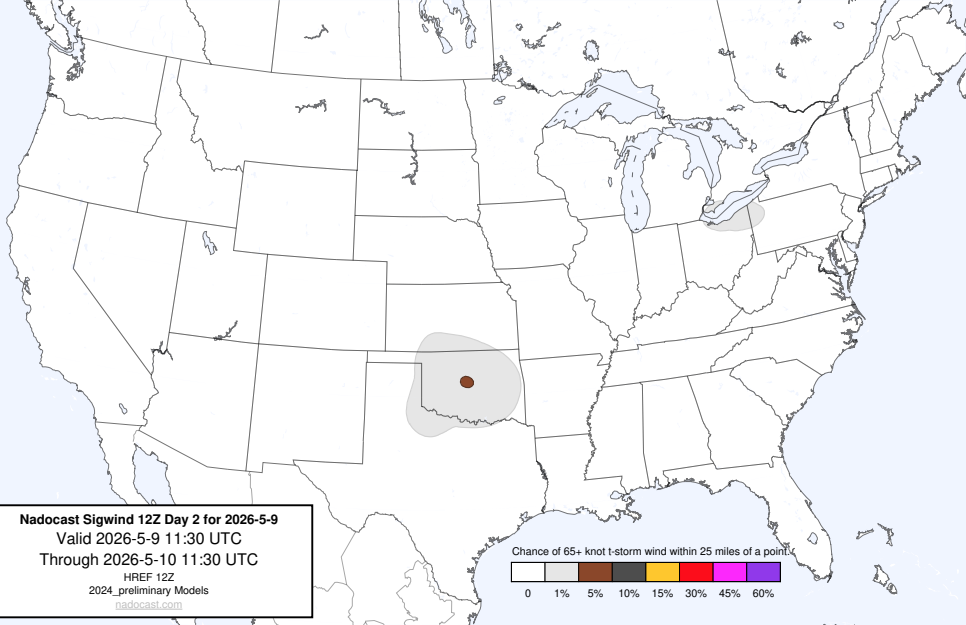 Nadocast Sigwind 12Z Day 2 for 2026-5-9
Valid 2026-5-9 11:30 UTC
Through 2026-5-10 11:30 UTC
HREF 12Z
2024_preliminary Models
nadocast.com
Chance of 65+ knot t-storm wind within 25 miles of a point.
0 1% 5% 10% 15% 30% 45% 60%